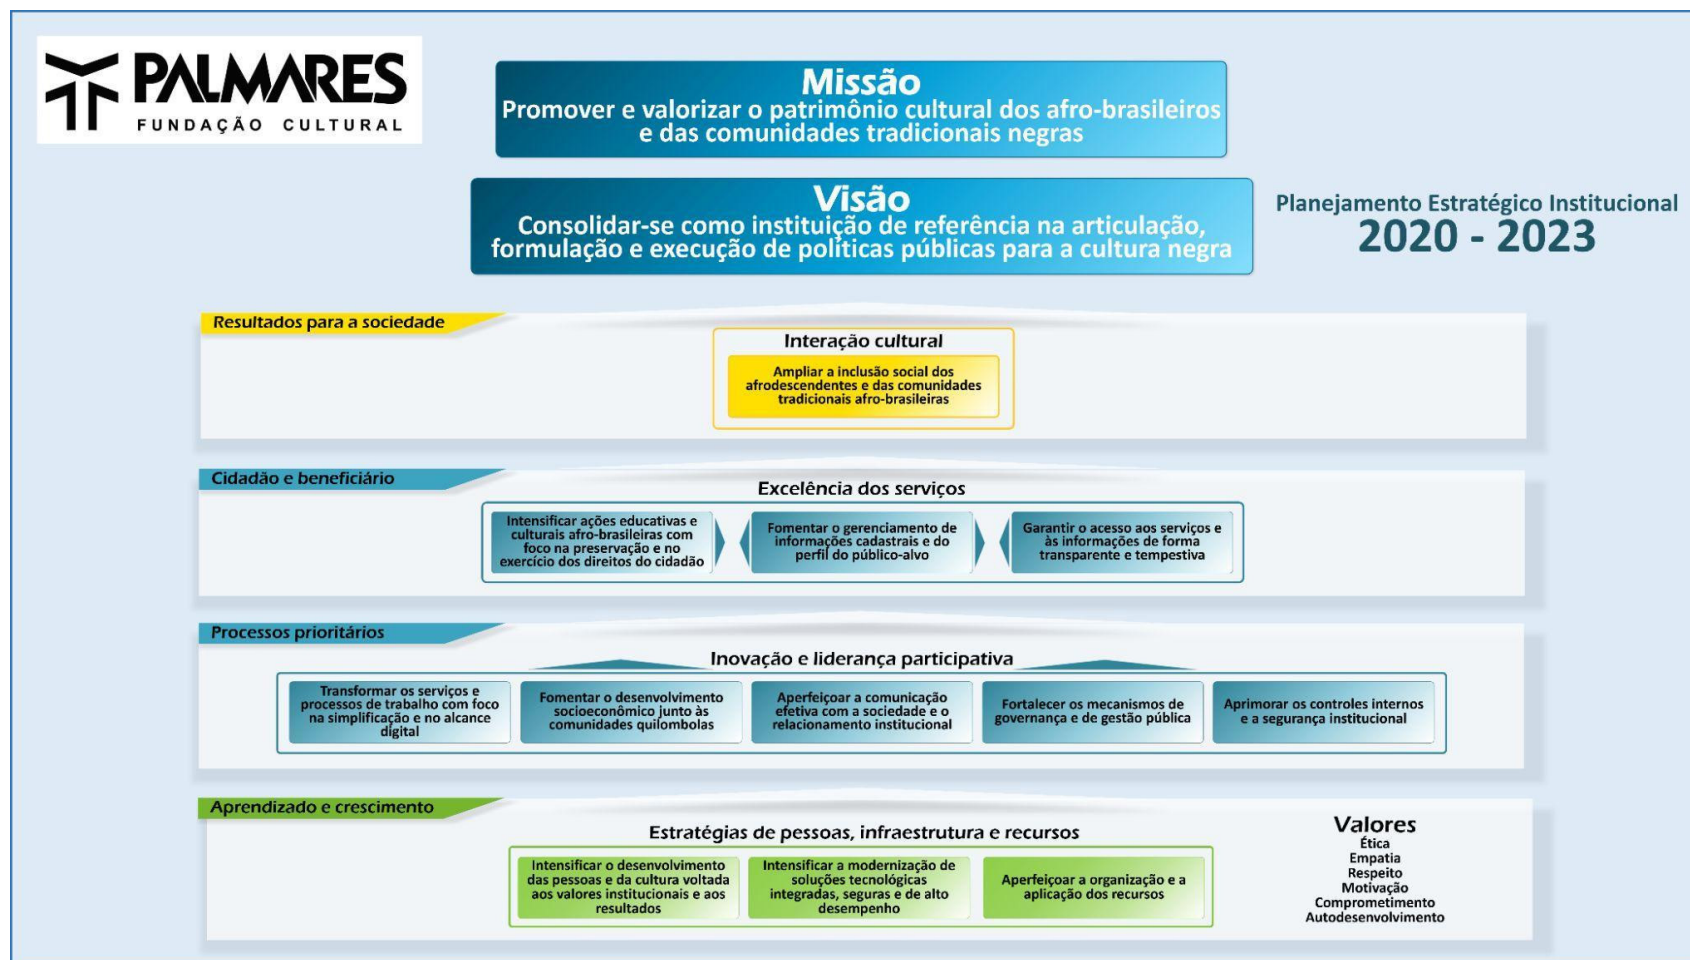 PALMARES
FUNDAÇÃO CULTURAL
Missão
Promover e valorizar o patrimônio cultural dos afro-brasileiros
e das comunidades tradicionais negras
Visão
Consolidar-se como instituição de referência na articulação,
formulação e execução de políticas públicas para a cultura negra
Planejamento Estratégico Institucional
2020 - 2023
Resultados para a sociedade
Interação cultural
Ampliar a inclusão social dos
afrodescendentes e das comunidades
tradicionais afro-brasileiras
Cidadão e beneficiário
Excelência dos serviços
Intensificar ações educativas e
culturais afro-brasileiras com
foco na preservação e no
exercício dos direitos do cidadão
Fomentar o gerenciamento de
informações cadastrais e do
perfil do público-alvo
Garantir o acesso aos serviços e
às informações de forma
transparente e tempestiva
Processos prioritários
Inovação e liderança participativa
Transformar os serviços e
processos de trabalho com foco
na simplificação e no alcance
digital
Fomentar o desenvolvimento
socioeconômico junto às
comunidades quilombolas
Aperfeiçoar a comunicação
efetiva com a sociedade e o
relacionamento institucional
Fortalecer os mecanismos de
governança e de gestão pública
Aprimorar os controles internos
e a segurança institucional
Aprendizado e crescimento
Estratégias de pessoas, infraestrutura e recursos
Intensificar o desenvolvimento
das pessoas e da cultura voltada
aos valores institucionais e aos
resultados
Intensificar a modernização de
soluções tecnológicas
integradas, seguras e de alto
desempenho
Aperfeiçoar a organização e a
aplicação dos recursos
Valores
Ética
Empatia
Respeito
Motivação
Comprometimento
Autodesenvolvimento